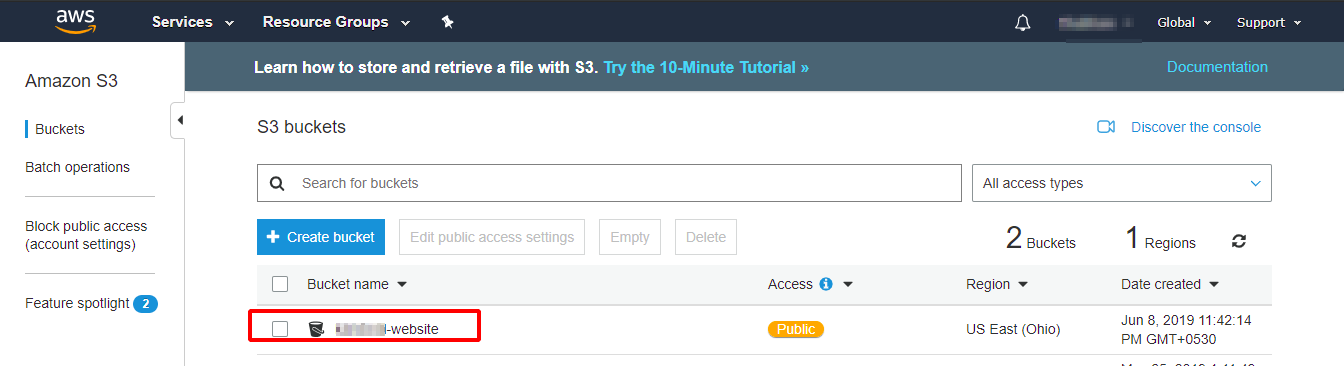 aws Services Resource Groups Global Support
Learn how to store and retrieve a file with S3. Try the 10-Minute Tutorial » Documentation
Amazon S3
Buckets
Batch operations
Block public access
(account settings)
Feature spotlight 2
S3 buckets Discover the console
Search for buckets All access types
+ Create bucket Edit public access settings Empty Delete 2 Buckets 1 Regions
Bucket name Access Region Date created
-website Public US East (Ohio) Jun 8, 2019 11:42:14
PM GMT+0530